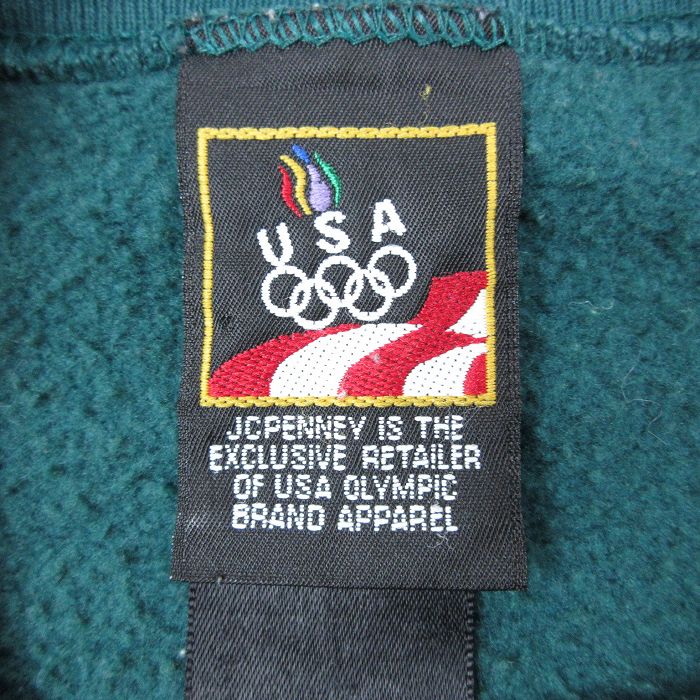 USA
JCPENNEY IS THE
EXCLUSIVE RETAILER
OF USA OLYMPIC
BRAND APPAREL